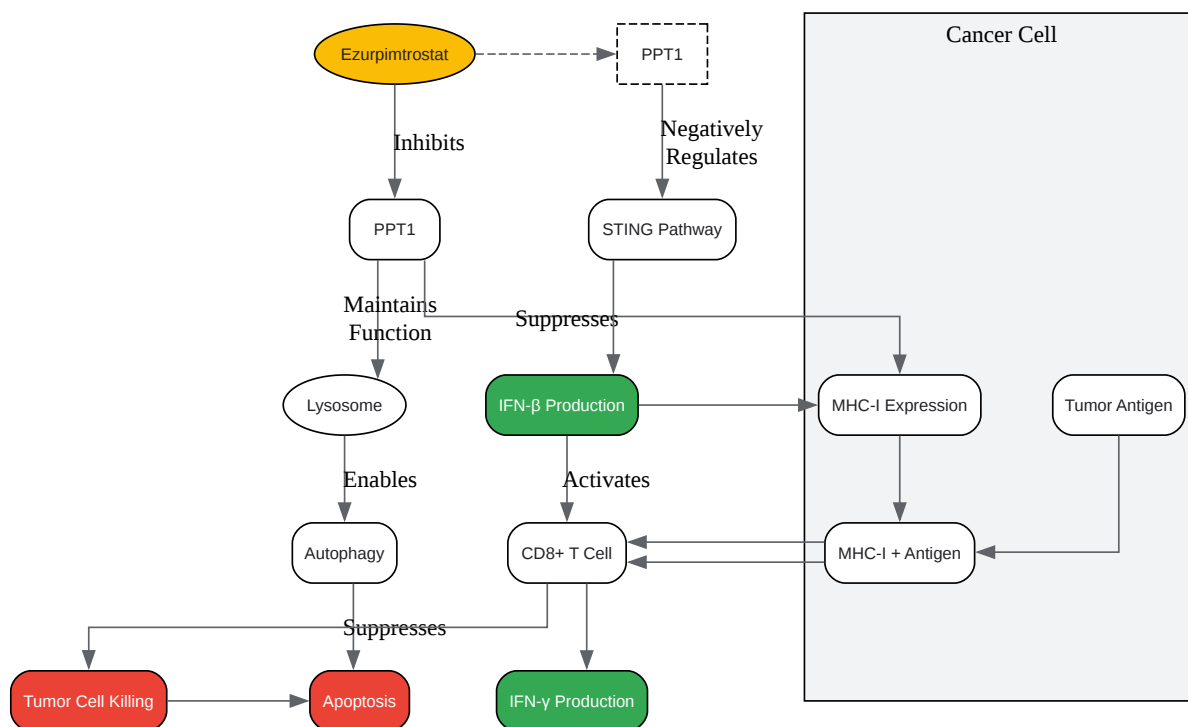 Cancer Cell
Ezurpimtrostat
PPT1
Inhibits
Negatively
Regulates
PPT1
STING Pathway
Maintains
Function
Suppresses
Lysosome
IFN-β Production
MHC-I Expression
Tumor Antigen
Enables
Activates
Autophagy
CD8+ T Cell
MHC-I + Antigen
Suppresses
Tumor Cell Killing
Apoptosis
IFN-γ Production